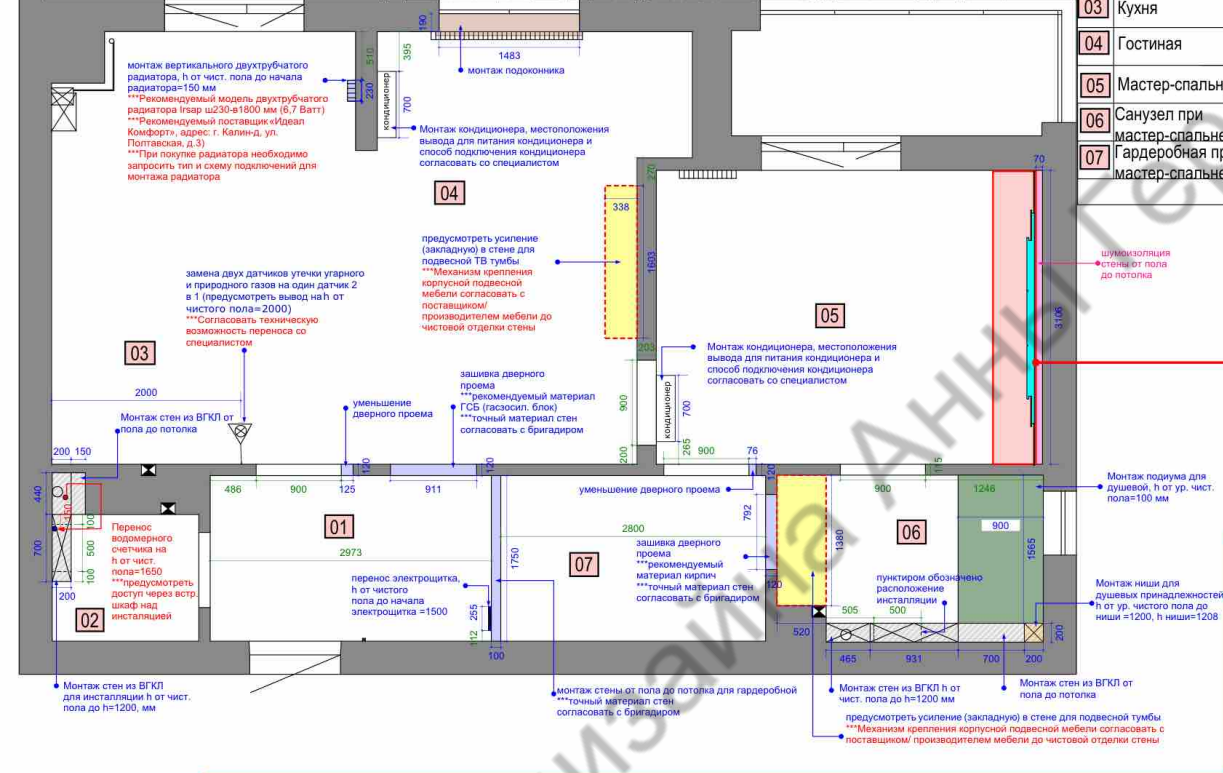 03 Кухня
04 Гостиная
05 Мастер-спальн
06 Санузел при
мастер-спальне
07 Гардеробная пр
мастер-спальне
190
1483
монтаж подоконника
510
395
230
кондиционер
700
монтаж вертикального двухтрубчатого
радиатора, h от чист. пола до начала
радиатора=150 мм
***Рекомендуемый модель двухтрубчатого
радиатора Irsap ш230-в1800 мм (6,7 Ватт)
***Рекомендуемый поставщик«Идеал
Комфорт», адрес: г. Калин-д, ул.
Полтавская, д.3)
***При покупке радиатора необходимо
запросить тип и схему подключений для
монтажа радиатора
Монтаж кондиционера, местоположения
вывода для питания кондиционера и
способ подключения кондиционера
согласовать со специалистом
04
270
338
1693
203
70
3106
предусмотреть усиление
(закладную) в стене для
подвесной ТВ тумбы
***Механизм крепления
корпусной подвесной
мебели согласовать с
поставщиком/
производителем мебели до
чистовой отделки стены
шумоизоляция
стены от пола
до потолка
замена двух датчиков утечки угарного
и природного газов на один датчик 2
в 1 (предусмотреть вывод на h от
чистого пола=2000)
***Согласовать техническую
возможность переноса со
специалистом
03
05
Монтаж кондиционера, местоположения
вывода для питания кондиционера и
способ подключения кондиционера
согласовать со специалистом
2000
Монтаж стен из ВГКЛ от
пола до потолка
уменьшение
дверного проема
зашивка дверного
проема
***рекомендуемый материал
ГСБ (гасзосил. блок)
***точный материал стен
согласовать с бригадиром
900
200
кондиционер
700
265
900
76
115
200 150
440
150
100
700
500
100
200
486
900
125
120
911
120
уменьшение дверного проема
120
900
1246
900
1565
Монтаж подиума для
душевой, h от ур. чист.
пола=100 мм
01
2973
1750
2800
792
120
1380
07
06
Перенос
водомерного
счетчика на
h от чист.
пола=1650
***предусмотреть
доступ через встр.
шкаф над
инсталяцией
02
перенос электрощитка,
h от чистого
пола до начала
электрощитка =1500
255
112
100
зашивка дверного
проема
***рекомендуемый
материал кирпич
***точный материал стен
согласовать с бригадиром
пунктиром обозначено
расположение
инсталляции
Монтаж ниши для
душевых принадлежностей
h от ур. чистого пола до
ниши =1200, h ниши=1208
505
500
520
465
931
700
200
200
Монтаж стен из ВГКЛ
для инсталляции h от чист.
пола до h=1200, мм
монтаж стены от пола до потолка для гардеробной
***точный материал стен
согласовать с бригадиром
Монтаж стен из ВГКЛ h от
чист. пола до h=1200 мм
Монтаж стен из ВГКЛ от
пола до потолка
предусмотреть усиление (закладную) в стене для подвесной тумбы
***Механизм крепления корпусной подвесной мебели согласовать с
поставщиком/ производителем мебели до чистовой отделки стены
изайна Анны Гер